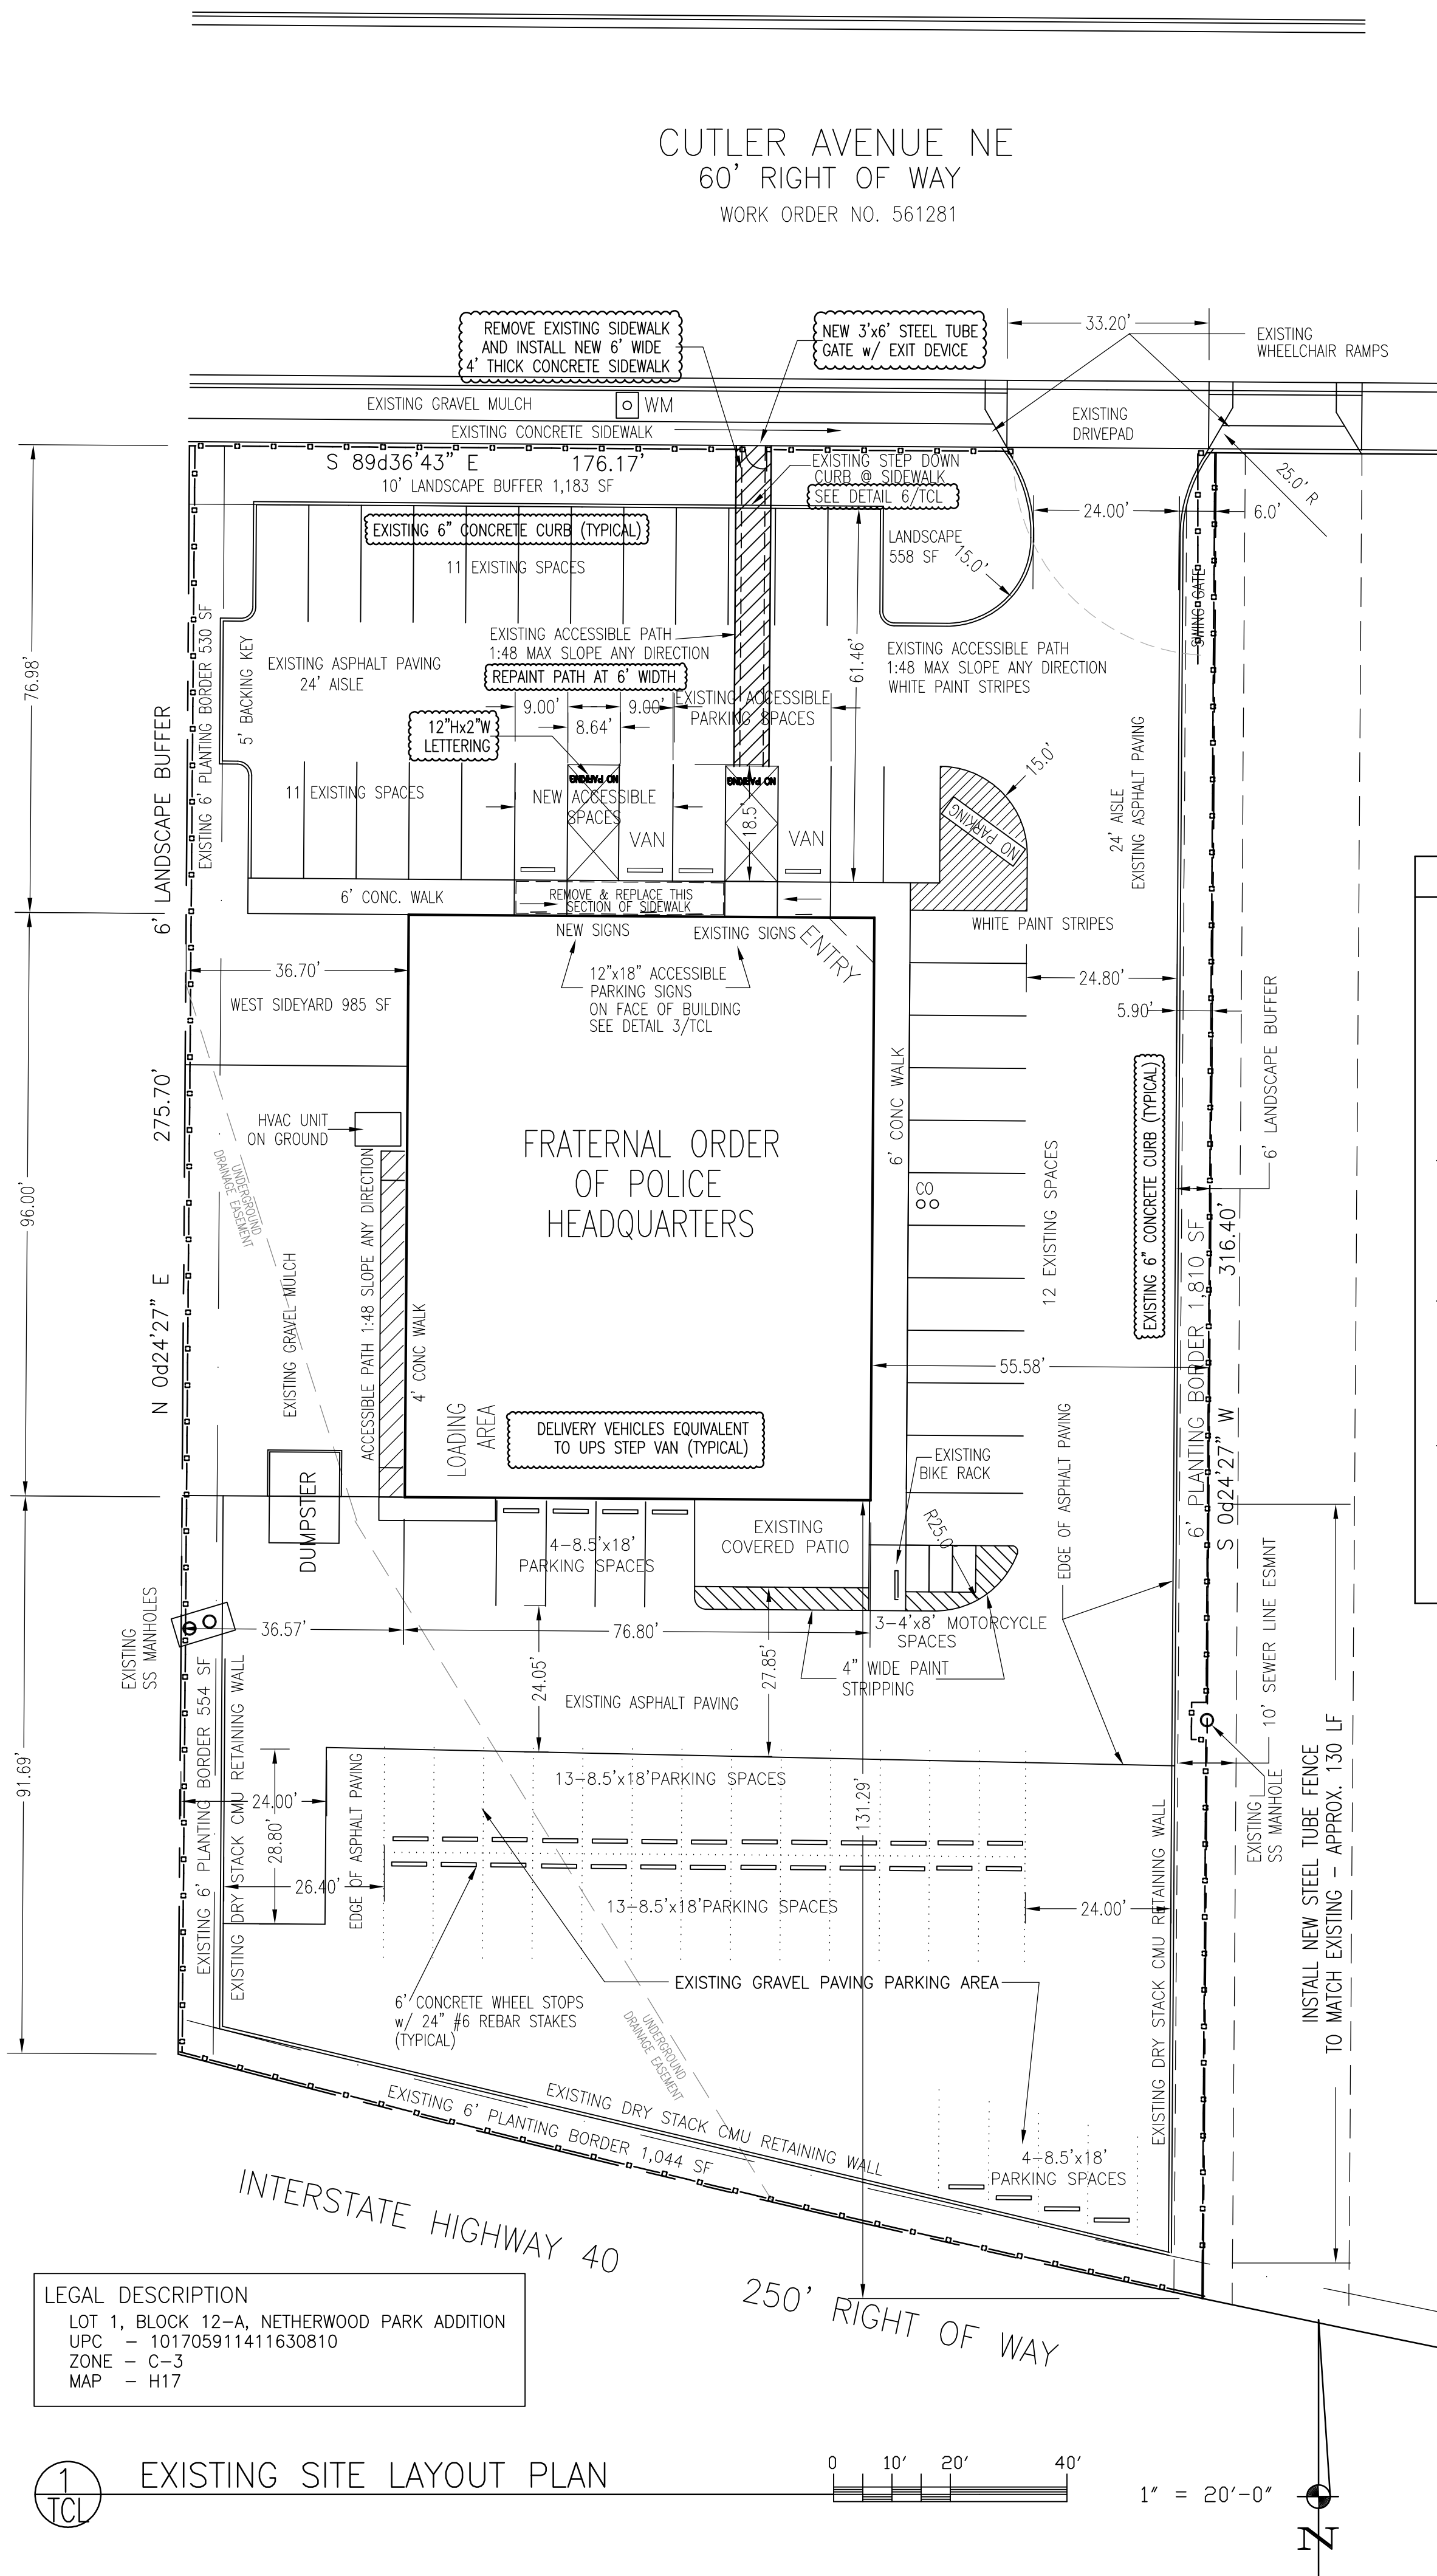 CUTLER AVENUE NE
60' RIGHT OF WAY
WORK ORDER NO. 561281
REMOVE EXISTING SIDEWALK
AND INSTALL NEW 6' WIDE
4' THICK CONCRETE SIDEWALK
NEW 3'x6' STEEL TUBE
GATE w/ EXIT DEVICE
33.20'
EXISTING
WHEELCHAIR RAMPS
EXISTING GRAVEL MULCH
WM
EXISTING
DRIVEPAD
EXISTING CONCRETE SIDEWALK
S 89d36'43" E
176.17'
10' LANDSCAPE BUFFER 1,183 SF
EXISTING STEP DOWN
CURB @ SIDEWALK
SEE DETAIL 6/TCL
25.0' R
24.00'
6.0'
EXISTING 6" CONCRETE CURB (TYPICAL)
LANDSCAPE
558 SF
15.0'
11 EXISTING SPACES
SWING GATE
EXISTING ACCESSIBLE PATH
1:48 MAX SLOPE ANY DIRECTION
REPAINT PATH AT 6' WIDTH
61.46'
EXISTING ACCESSIBLE PATH
1:48 MAX SLOPE ANY DIRECTION
WHITE PAINT STRIPES
EXISTING ASPHALT PAVING
24' AISLE
5' BACKING KEY
EXISTING 6' PLANTING BORDER 530 SF
6' LANDSCAPE BUFFER
76.98'
9.00'
8.64'
9.00'
EXISTING ACCESSIBLE
PARKING SPACES
12"Hx2"W
LETTERING
NO PARKING
NO PARKING
15.0'
24' AISLE
EXISTING ASPHALT PAVING
11 EXISTING SPACES
NEW ACCESSIBLE
SPACES
18.5'
VAN
VAN
NO PARKING
6' CONC. WALK
REMOVE & REPLACE THIS
SECTION OF SIDEWALK
WHITE PAINT STRIPES
NEW SIGNS
EXISTING SIGNS
ENTRY
36.70'
12"x18" ACCESSIBLE
PARKING SIGNS
ON FACE OF BUILDING
SEE DETAIL 3/TCL
24.80'
WEST SIDEYARD 985 SF
5.90'
6' LANDSCAPE BUFFER
6' CONC WALK
EXISTING 6" CONCRETE CURB (TYPICAL)
275.70'
HVAC UNIT
ON GROUND
UNDERGROUND
DRAINAGE EASEMENT
FRATERNAL ORDER
OF POLICE
HEADQUARTERS
CO
12 EXISTING SPACES
96.00'
N 0d24'27" E
EXISTING GRAVEL MULCH
ACCESSIBLE PATH 1:48 SLOPE ANY DIRECTION
4' CONC WALK
316.40'
6' PLANTING BORDER 1,810 SF
S 0d24'27" W
55.58'
LOADING
AREA
DELIVERY VEHICLES EQUIVALENT
TO UPS STEP VAN (TYPICAL)
EXISTING
BIKE RACK
EDGE OF ASPHALT PAVING
DUMPSTER
4-8.5'x18'
PARKING SPACES
EXISTING
COVERED PATIO
R25.0'
EXISTING
SS MANHOLES
36.57'
76.80'
3-4'x8' MOTORCYCLE
SPACES
24.05'
27.85'
4" WIDE PAINT
STRIPPING
EXISTING ASPHALT PAVING
10' SEWER LINE ESMNT
91.69'
EXISTING 6' PLANTING BORDER 554 SF
EXISTING DRY STACK CMU RETAINING WALL
24.00'
28.80'
26.40'
EDGE OF ASPHALT PAVING
13-8.5'x18'PARKING SPACES
131.29'
13-8.5'x18'PARKING SPACES
24.00'
EXISTING
SS MANHOLE
INSTALL NEW STEEL TUBE FENCE
TO MATCH EXISTING - APPROX. 130 LF
EXISTING DRY STACK CMU RETAINING WALL
EXISTING GRAVEL PAVING PARKING AREA
6' CONCRETE WHEEL STOPS
w/ 24" #6 REBAR STAKES
(TYPICAL)
UNDERGROUND
DRAINAGE EASEMENT
EXISTING DRY STACK CMU RETAINING WALL
EXISTING 6' PLANTING BORDER 1,044 SF
4-8.5'x18'
PARKING SPACES
INTERSTATE HIGHWAY 40
250' RIGHT OF WAY
LEGAL DESCRIPTION
LOT 1, BLOCK 12-A, NETHERWOOD PARK ADDITION
UPC - 101705911411630810
ZONE - C-3
MAP - H17
1
TCL
EXISTING SITE LAYOUT PLAN
0 10' 20' 40'
1" = 20'-0"
N